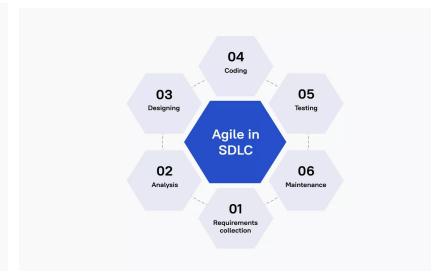 04
Coding
03
Designing
05
Testing
Agile in
SDLC
02
Analysis
06
Maintenance
01
Requirements
collection